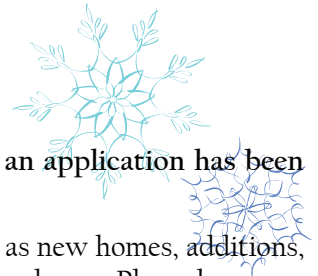 an application has been
as new homes, additions,